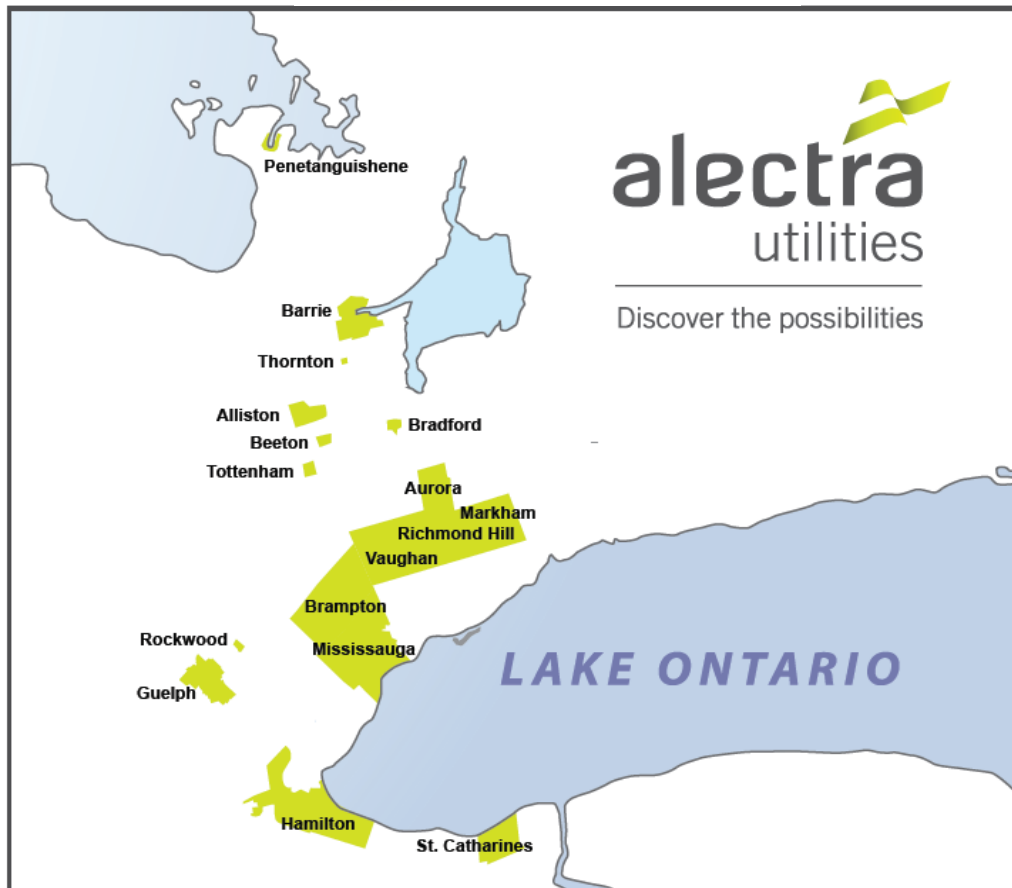 Penetanguishene
alectra
utilities
Discover the possibilities
Barrie
Thornton
Alliston
Bradford
Beeton
Tottenham
Aurora
Markham
Richmond Hill
Vaughan
Brampton
Rockwood
Mississauga
LAKE ONTARIO
Guelph
Hamilton
St. Catharines